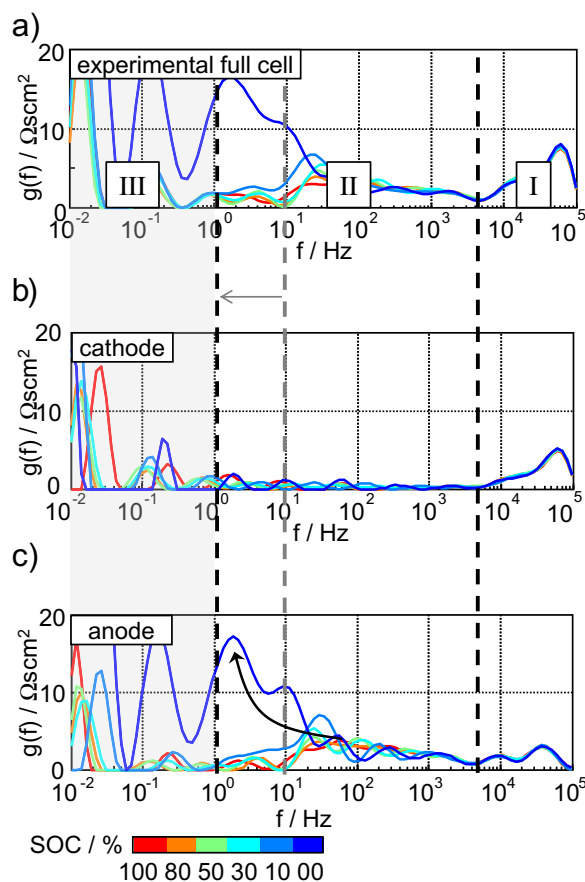 a)
20
experimental full cell
g(f) / Ωscm²
10
III
II
I
0
10⁻² 10⁻¹ 10⁰ 10¹ 10² 10³ 10⁴ 10⁵
f / Hz
b)
20
cathode
g(f) / Ωscm²
10
0
10⁻² 10⁻¹ 10⁰ 10¹ 10² 10³ 10⁴ 10⁵
f / Hz
c)
20
anode
g(f) / Ωscm²
10
0
10⁻² 10⁻¹ 10⁰ 10¹ 10² 10³ 10⁴ 10⁵
f / Hz
SOC / %
100 80 50 30 10 00